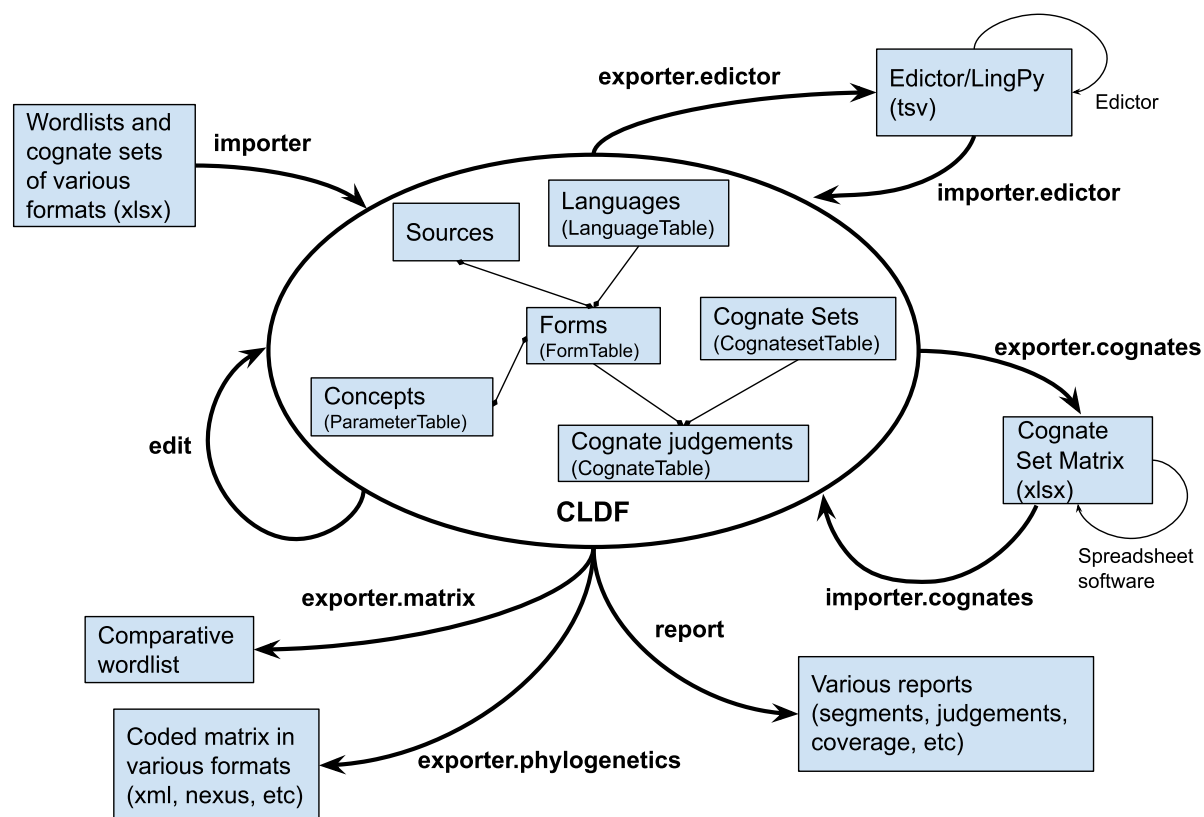 exporter.edictor
Edictor/LingPy
(tsv)
Edictor
Wordlists and
cognate sets
of various
formats (xlsx)
importer
importer.edictor
Languages
(LanguageTable)
Sources
Forms
(FormTable)
Cognate Sets
(CognatesetTable)
exporter.cognates
Concepts
(ParameterTable)
Cognate judgements
(CognateTable)
edit
Cognate
Set Matrix
(xlsx)
CLDF
Spreadsheet
software
importer.cognates
exporter.matrix
report
Comparative
wordlist
Various reports
(segments, judgements,
coverage, etc)
Coded matrix in
various formats
(xml, nexus, etc)
exporter.phylogenetics